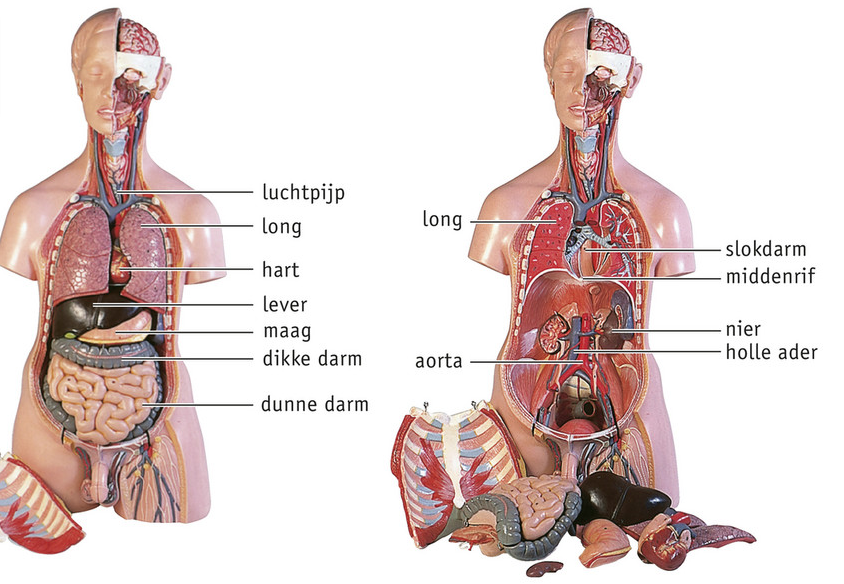 luchtpijp
long
hart
lever
maag
dikke darm
dunne darm
long
slokdarm
middenrif
nier
holle ader
aorta